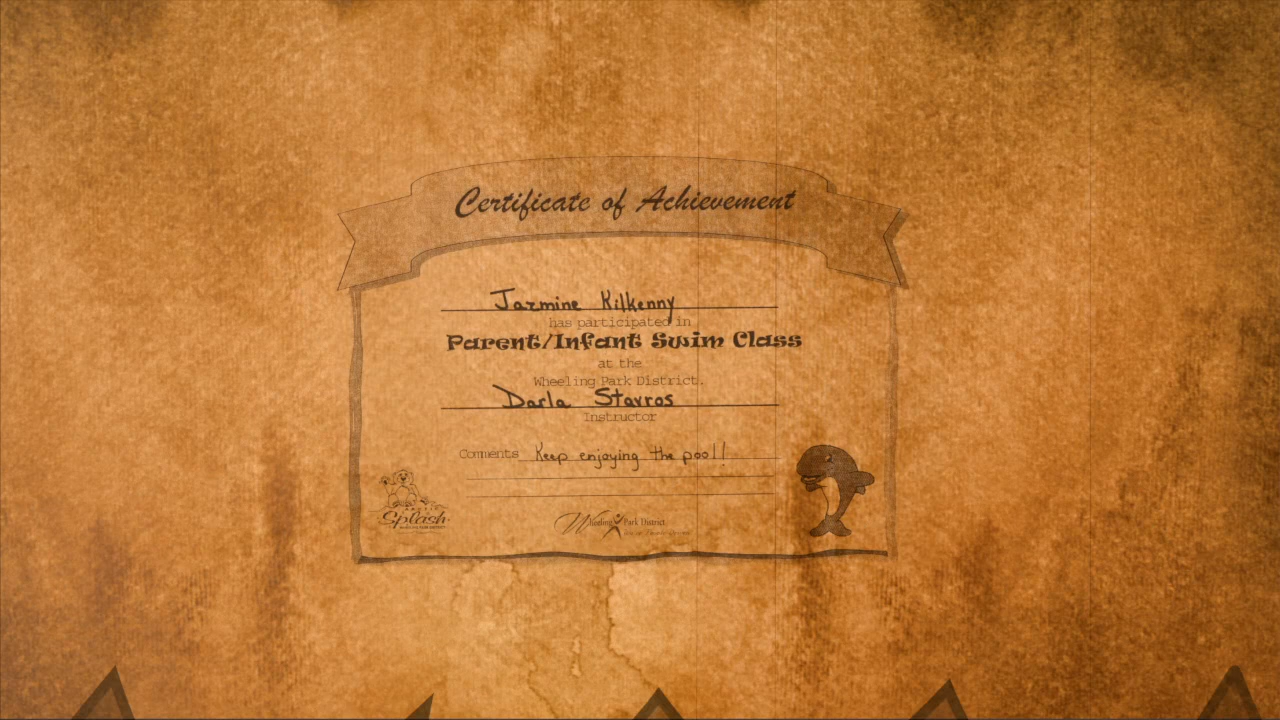 Certificate of Achievement
Jazmine Kilkenny
has participated in
Parent/Infant Swim Class
at the
Wheeling Park District.
Darla Stavros
Instructor
Comments Keep enjoying the pool!
Splash
Wheeling Park District